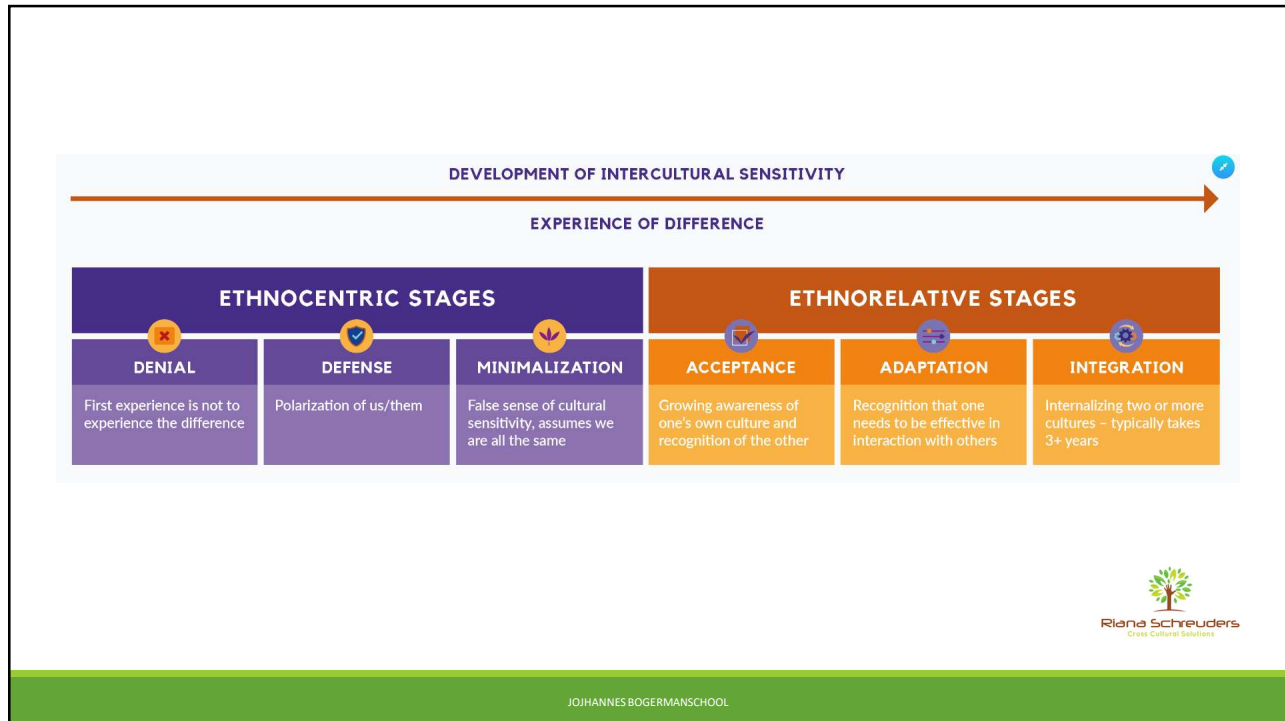 DEVELOPMENT OF INTERCULTURAL SENSITIVITY
EXPERIENCE OF DIFFERENCE
ETHNOCENTRIC STAGES
ETHNORELATIVE STAGES
DENIAL
First experience is not to
experience the difference
DEFENSE
Polarization of us/them
MINIMALIZATION
False sense of cultural
sensitivity, assumes we
are all the same
ACCEPTANCE
Growing awareness of
one's own culture and
recognition of the other
ADAPTATION
Recognition that one
needs to be effective in
interaction with others
INTEGRATION
Internalizing two or more
cultures – typically takes
3+ years
Riana Schreuders
Cross Cultural Solutions
JOJHANNES BOGERMANSCHOOL